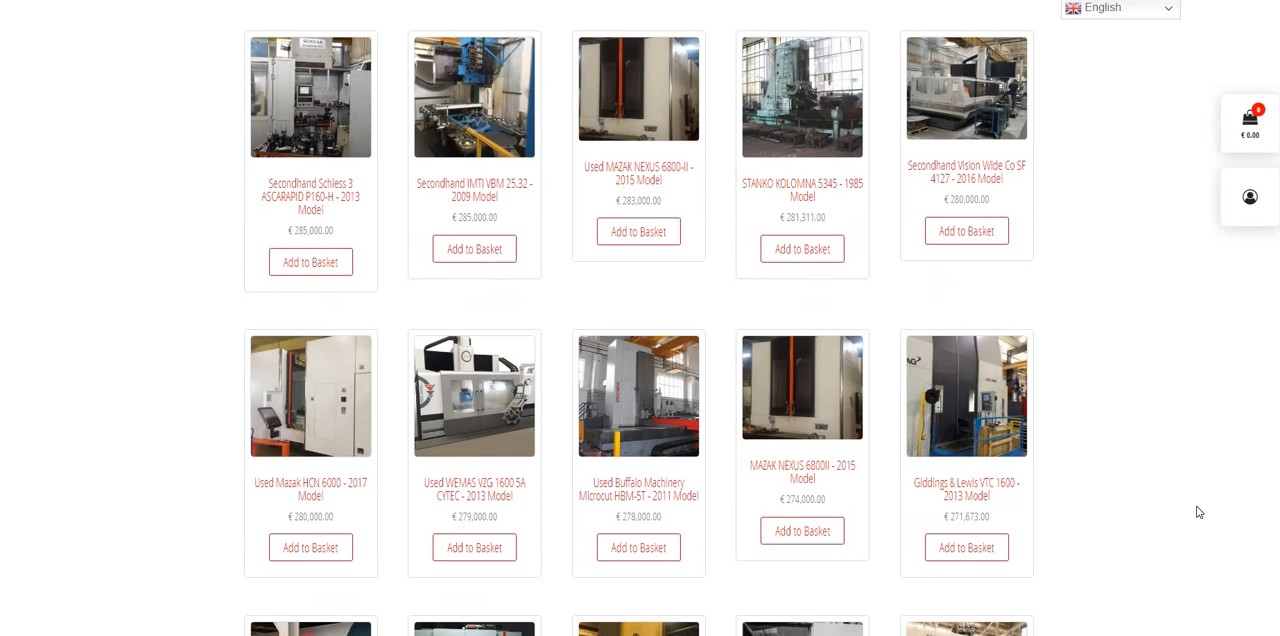 English
0
€ 0.00
Secondhand Schiess 3
ASCARAPID P160-H - 2013
Model
€ 285,000.00
Add to Basket
Secondhand IMTI VBM 25.32 -
2009 Model
€ 285,000.00
Add to Basket
Used MAZAK NEXUS 6800-II -
2015 Model
€ 283,000.00
Add to Basket
STANKO KOLOMNA 5345 - 1985
Model
€ 281,311.00
Add to Basket
Secondhand Vision Wide Co SF
4127 - 2016 Model
€ 280,000.00
Add to Basket
Used Mazak HCN 6000 - 2017
Model
€ 280,000.00
Add to Basket
Used WEMAS VZG 1600 5A
CYTEC - 2013 Model
€ 279,000.00
Add to Basket
Used Buffalo Machinery
Microcut HBM-5T - 2011 Model
€ 278,000.00
Add to Basket
MAZAK NEXUS 6800II - 2015
Model
€ 274,000.00
Add to Basket
Giddings & Lewis VTC 1600 -
2013 Model
€ 271,673.00
Add to Basket